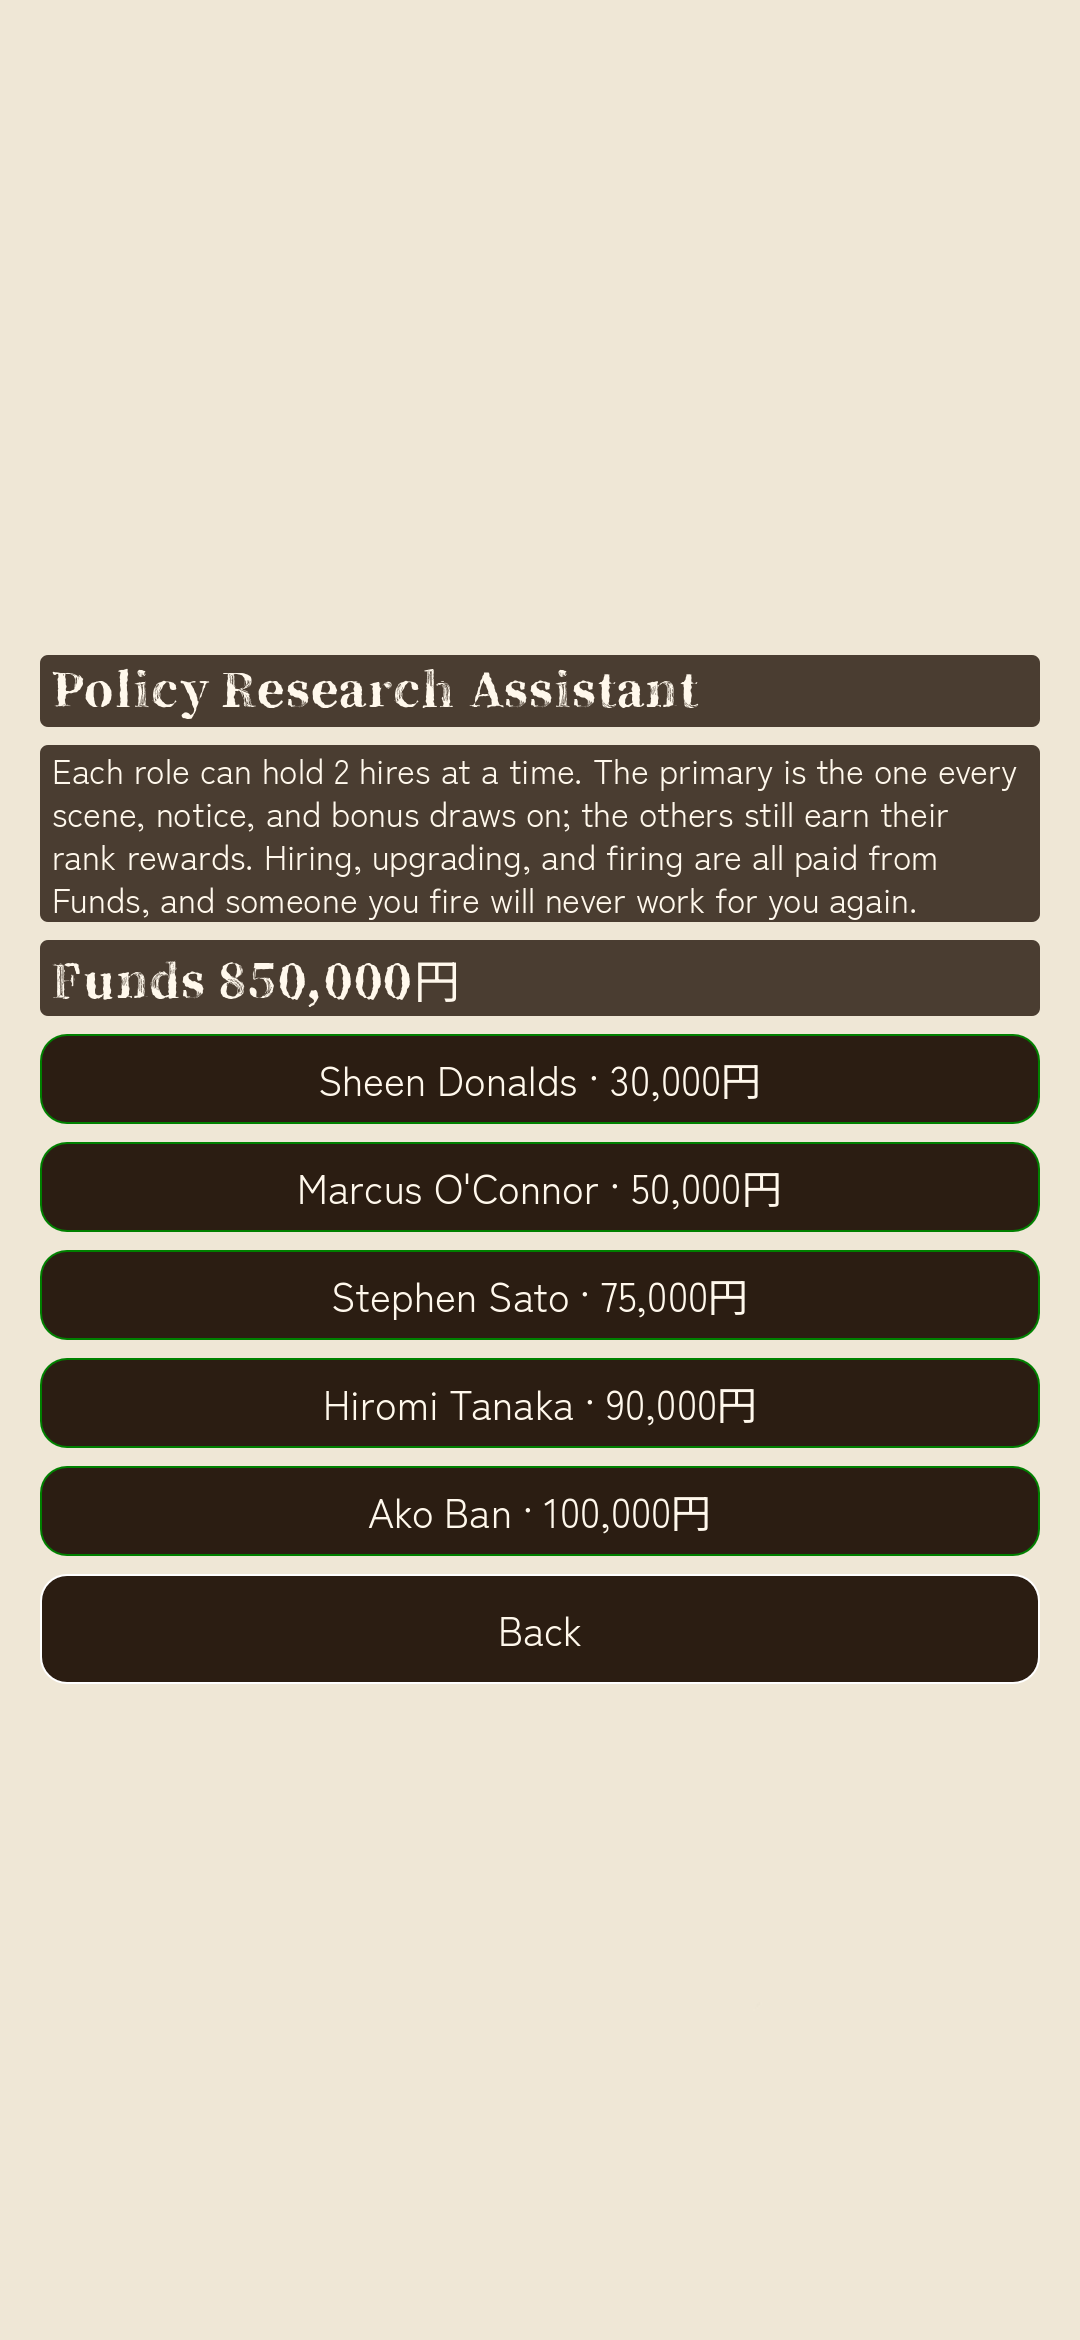 Policy Research Assistant
Each role can hold 2 hires at a time. The primary is the one every
scene, notice, and bonus draws on; the others still earn their
rank rewards. Hiring, upgrading, and firing are all paid from
Funds, and someone you fire will never work for you again.
Funds 850,000円
Sheen Donalds · 30,000円
Marcus O'Connor · 50,000円
Stephen Sato · 75,000円
Hiromi Tanaka · 90,000円
Ako Ban · 100,000円
Back